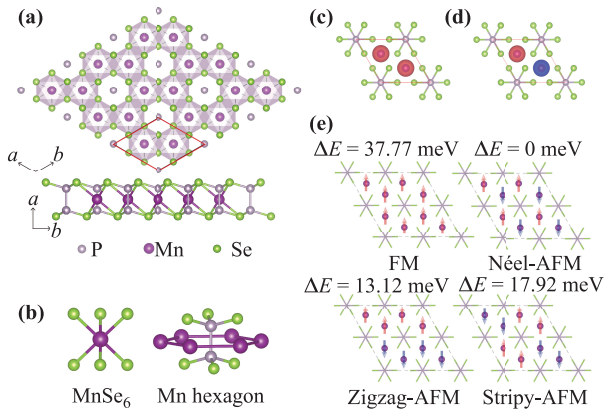 (a)
(c)
(d)
(e)
ΔE = 37.77 meV
ΔE = 0 meV
a
b
a
b
P
Mn
Se
FM
Néel-AFM
ΔE = 13.12 meV
ΔE = 17.92 meV
(b)
MnSe₆
Mn hexagon
Zigzag-AFM
Stripy-AFM